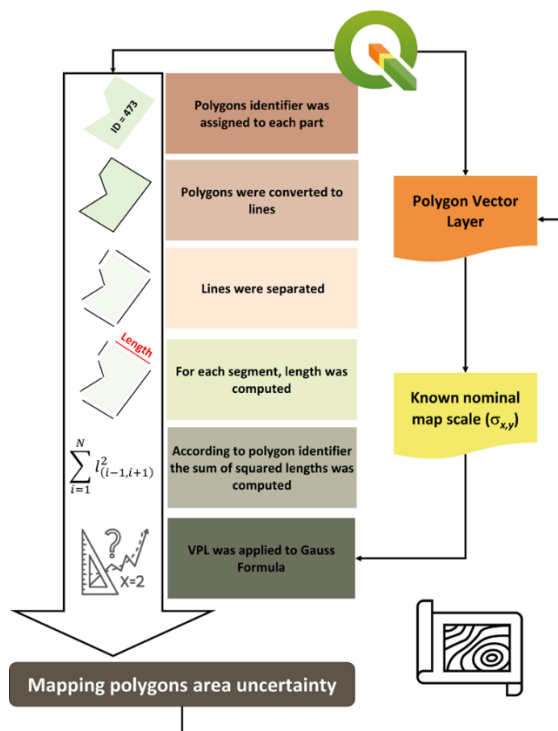 ID = 473
Polygons identifier was
assigned to each part
Polygons were converted to
lines
Polygon Vector
Layer
Lines were separated
Length
For each segment, length was
computed
Known nominal
map scale (σx,y)
N
∑ l²(i−1,i+1)
i=1
According to polygon identifier
the sum of squared lengths was
computed
?
X=2
VPL was applied to Gauss
Formula
Mapping polygons area uncertainty